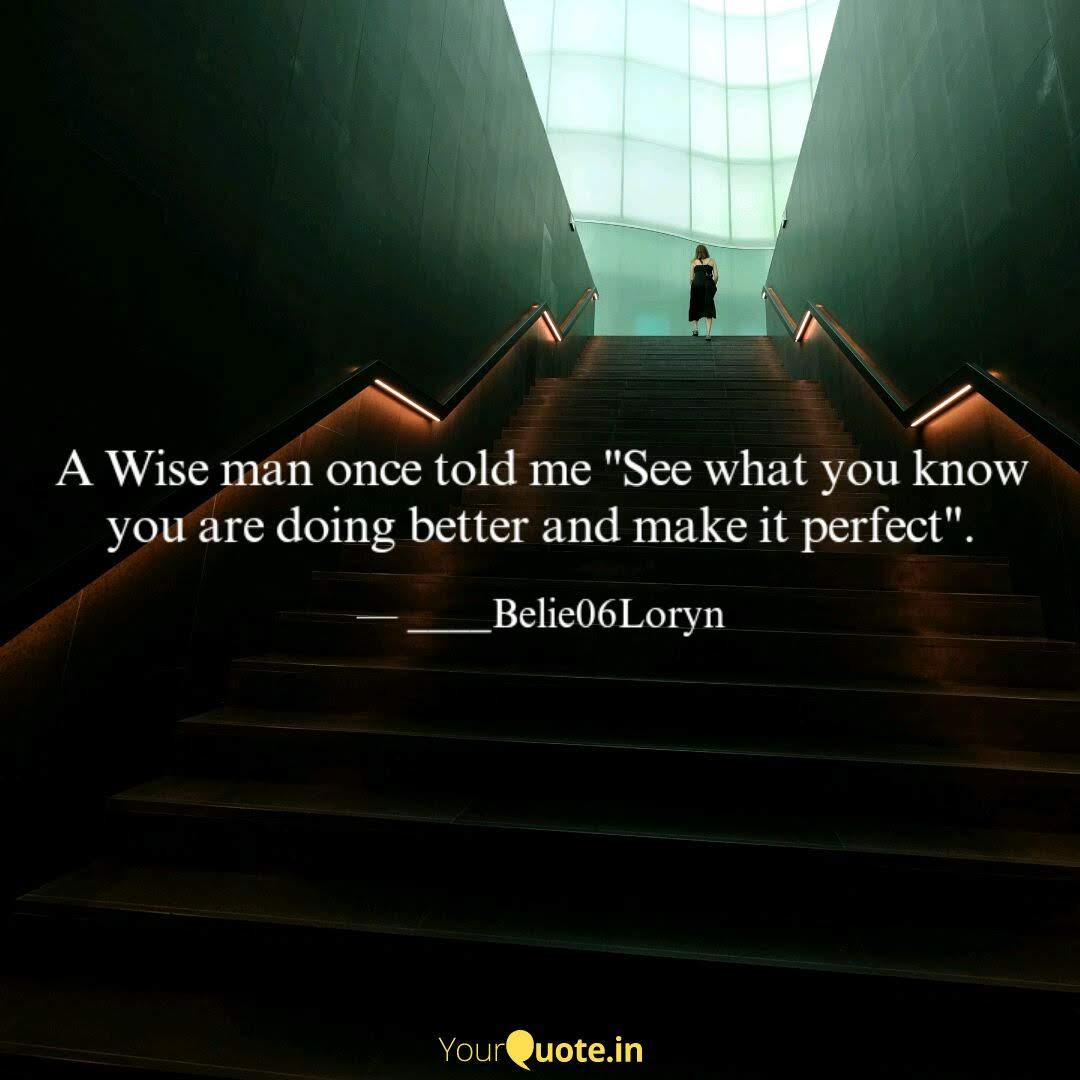 A Wise man once told me "See what you know
you are doing better and make it perfect".
— ____Belie06Loryn
YourQuote.in